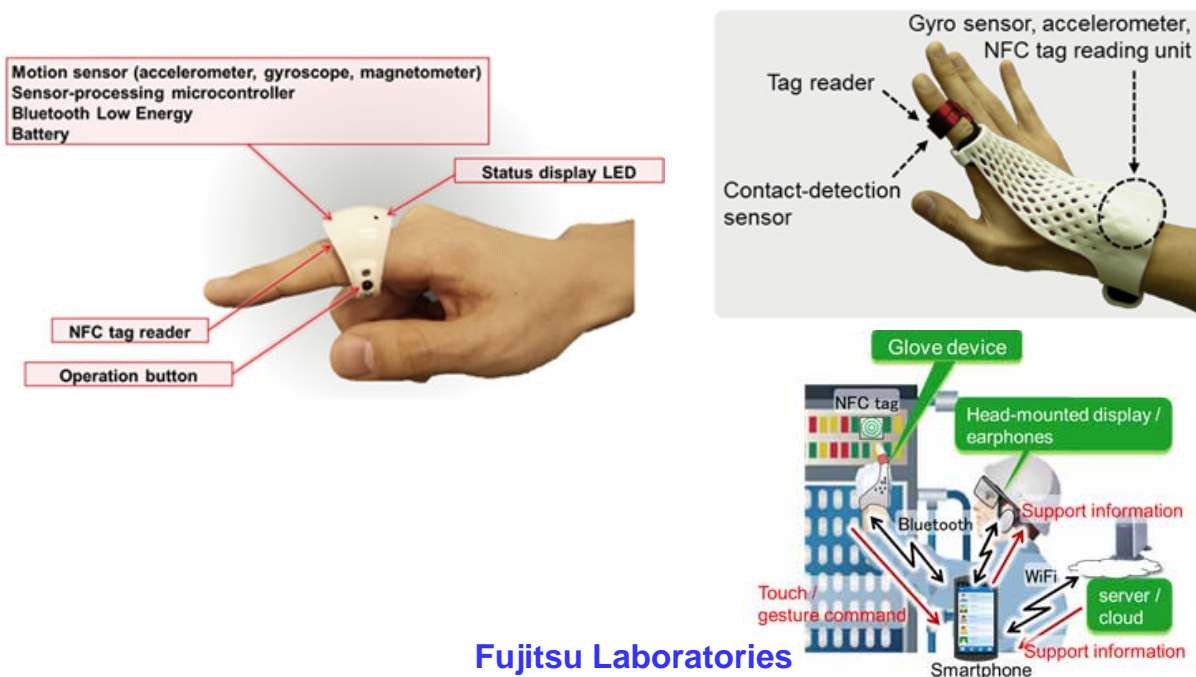 Motion sensor (accelerometer, gyroscope, magnetometer)
Sensor-processing microcontroller
Bluetooth Low Energy
Battery
Status display LED
NFC tag reader
Operation button
Gyro sensor, accelerometer,
NFC tag reading unit
Tag reader
Contact-detection
sensor
Glove device
NFC tag
Head-mounted display /
earphones
Bluetooth
Support information
WiFi
Touch /
gesture command
server /
cloud
Support information
Smartphone
Fujitsu Laboratories